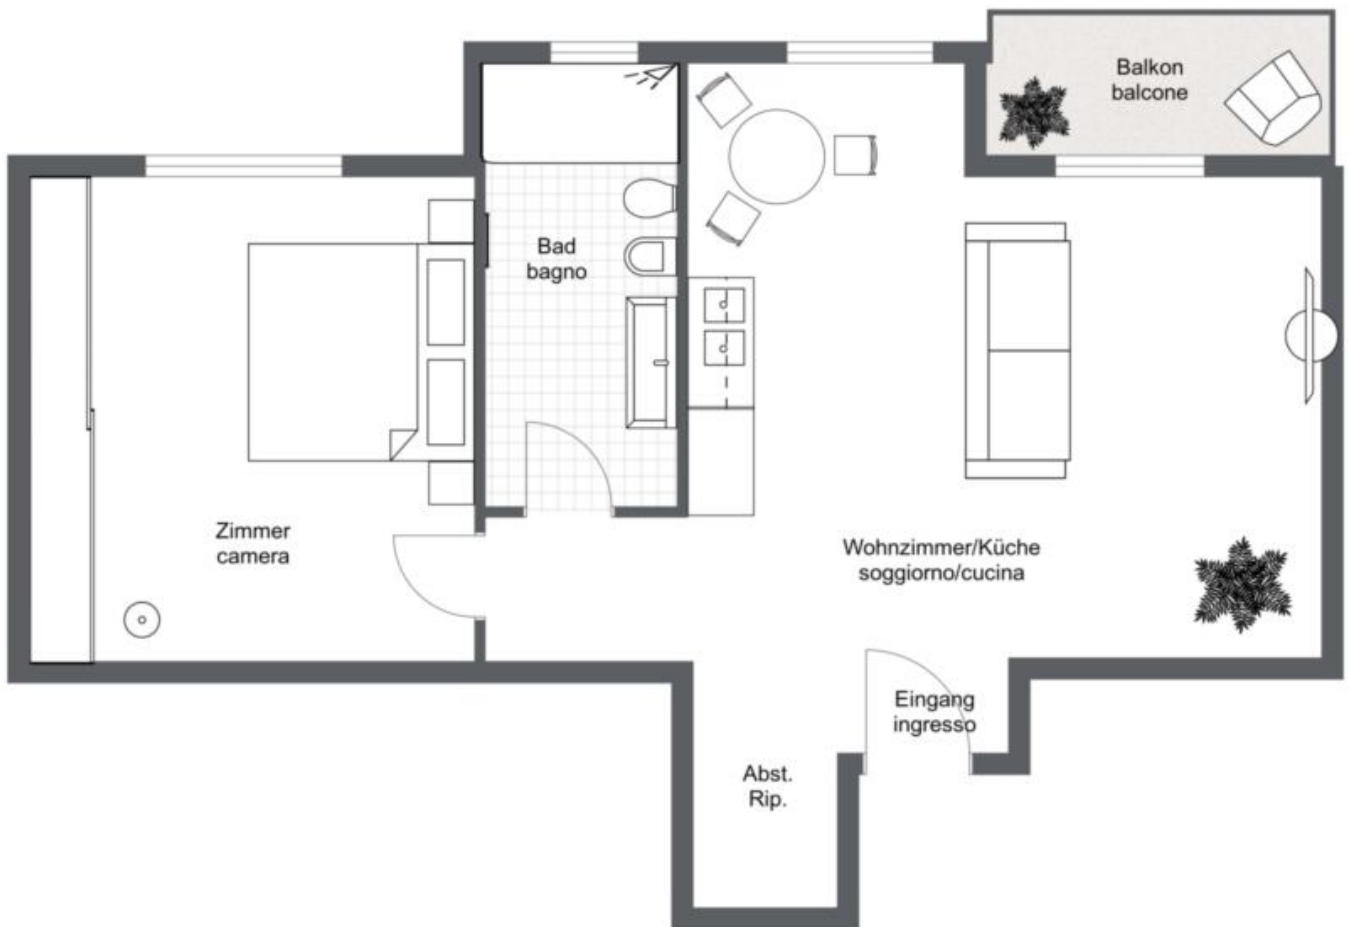 Balkon
balcone
Bad
bagno
Zimmer
camera
Wohnzimmer/Küche
soggiorno/cucina
Eingang
ingresso
Abst.
Rip.